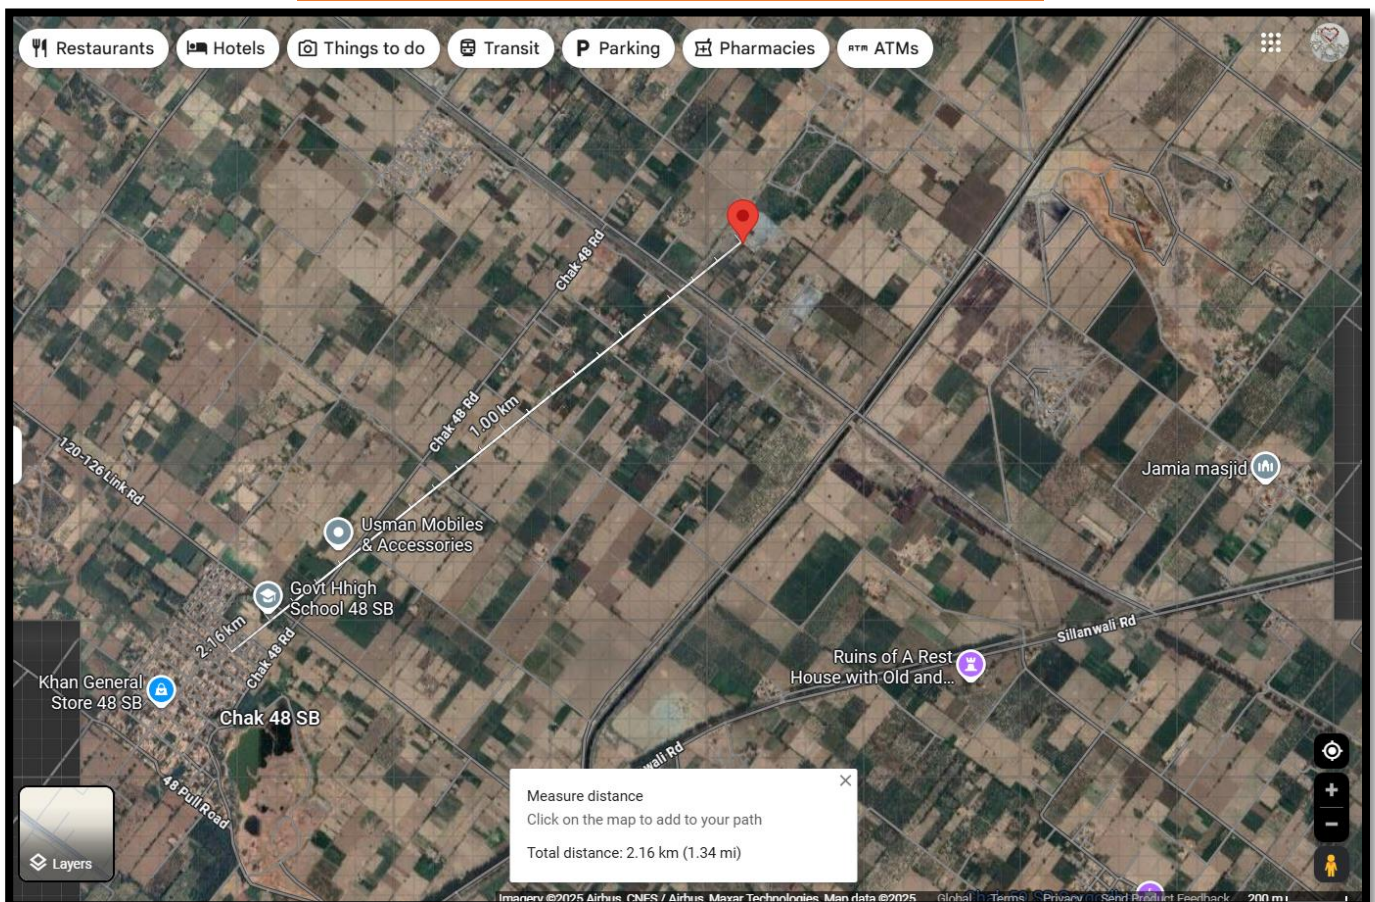 Restaurants
Hotels
Things to do
Transit
Parking
Pharmacies
ATM ATMs
Chak 48 Rd
Chak 48 Rd
1.00 km
120-126 Link Rd
Jamia masjid
Usman Mobiles
& Accessories
Govt Hhigh
School 48 SB
2.16 km
Chak 48 Rd
Sillanwali Rd
Ruins of A Rest
House with Old and...
Khan General
Store 48 SB
Chak 48 SB
wali Rd
48 Pull Road
Measure distance
Click on the map to add to your path
Total distance: 2.16 km (1.34 mi)
Layers
Imagery ©2025 Airbus, CNES / Airbus, Maxar Technologies, Map data ©2025 Global Terms Privacy Send Product Feedback 200 m